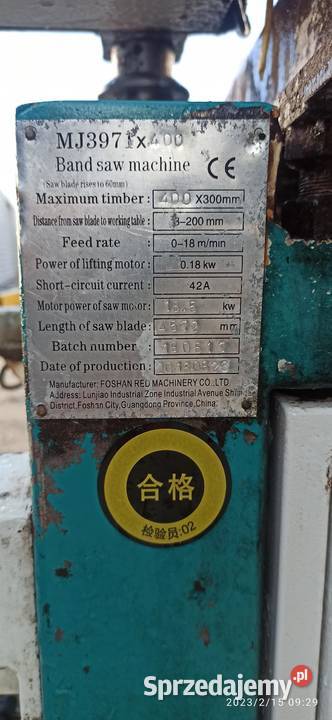 MJ3971x400
Band saw machine CE
(Saw blade rises to 60mm)
Maximum timber : 400 X300mm
Distance from saw blade to working table : 3-200 mm
Feed rate : 0-18 m/min
Power of lifting motor : 0.18 kw
Short-circuit current : 42A
Motor power of saw motor : kw
Length of saw blade : mm
Batch number :
Date of production :
Manufacturer: FOSHAN REU MACHINERY CO.,LTD
Address: Lunjiao Industrial Zone Industrial Avenue
District, Foshan City, Guangdong Province, China.
合格
检验员:02
Sprzedajemy.pl
2023/2/15 09:29